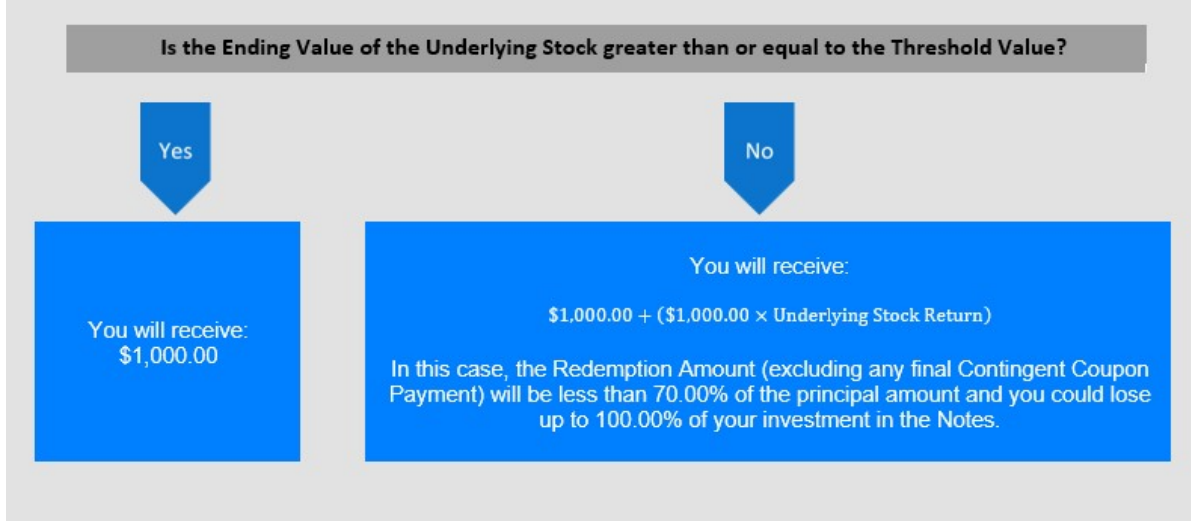 Is the Ending Value of the Underlying Stock greater than or equal to the Threshold Value?
Yes
No
You will receive:
$1,000.00
You will receive:
$1,000.00 + ($1,000.00 × Underlying Stock Return)
In this case, the Redemption Amount (excluding any final Contingent Coupon
Payment) will be less than 70.00% of the principal amount and you could lose
up to 100.00% of your investment in the Notes.